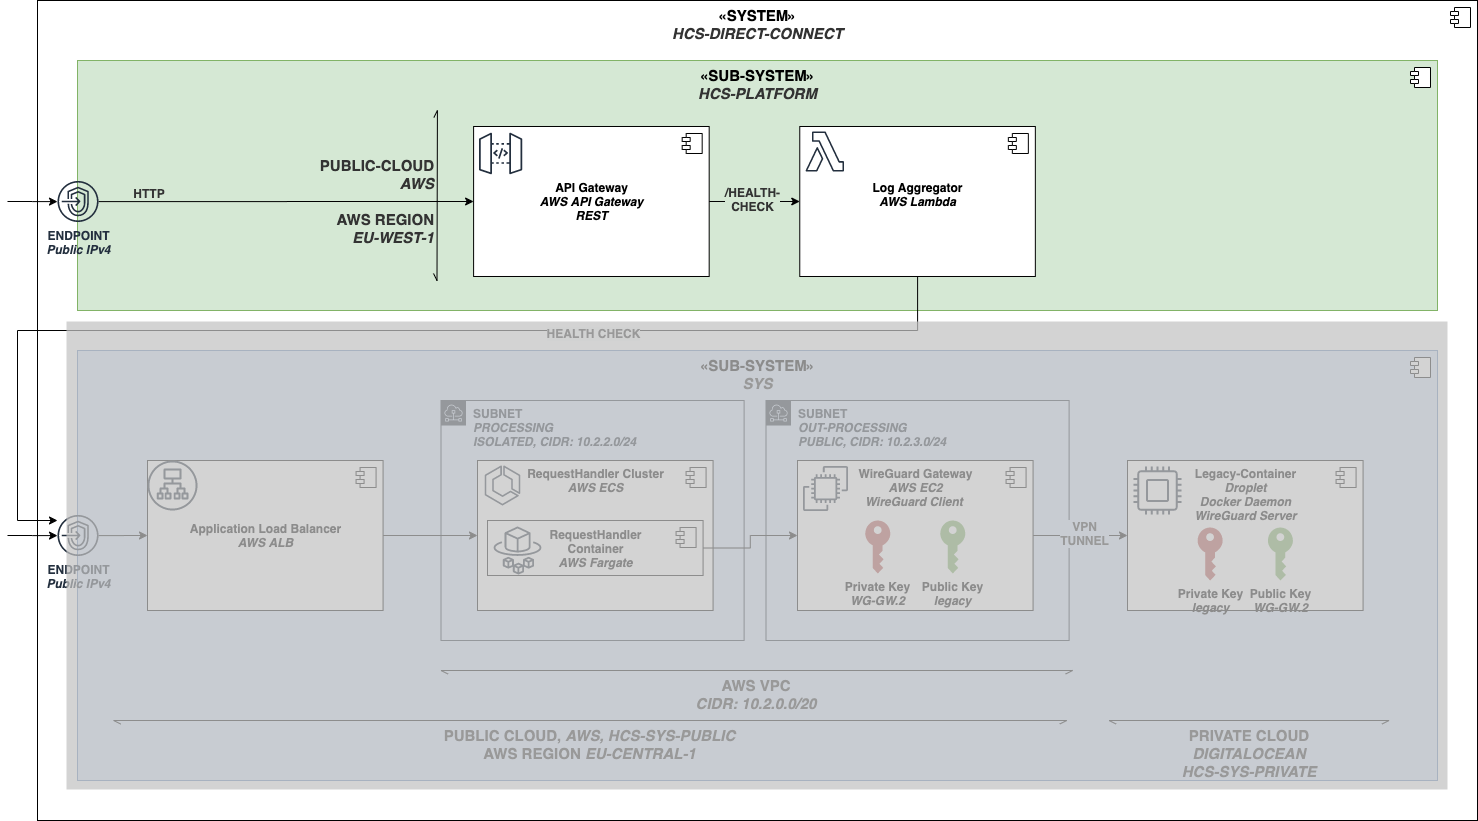 «SYSTEM»
HCS-DIRECT-CONNECT
«SUB-SYSTEM»
HCS-PLATFORM
PUBLIC-CLOUD
AWS
HTTP
AWS REGION
EU-WEST-1
ENDPOINT
Public IPv4
API Gateway
AWS API Gateway
REST
/HEALTH-
CHECK
Log Aggregator
AWS Lambda
HEALTH CHECK
«SUB-SYSTEM»
SYS
ENDPOINT
Public IPv4
Application Load Balancer
AWS ALB
SUBNET
PROCESSING
ISOLATED, CIDR: 10.2.2.0/24
RequestHandler Cluster
AWS ECS
RequestHandler
Container
AWS Fargate
SUBNET
OUT-PROCESSING
PUBLIC, CIDR: 10.2.3.0/24
WireGuard Gateway
AWS EC2
WireGuard Client
Private Key
WG-GW.2
Public Key
legacy
VPN
TUNNEL
Legacy-Container
Droplet
Docker Daemon
WireGuard Server
Private Key
legacy
Public Key
WG-GW.2
AWS VPC
CIDR: 10.2.0.0/20
PUBLIC CLOUD, AWS, HCS-SYS-PUBLIC
AWS REGION EU-CENTRAL-1
PRIVATE CLOUD
DIGITALOCEAN
HCS-SYS-PRIVATE